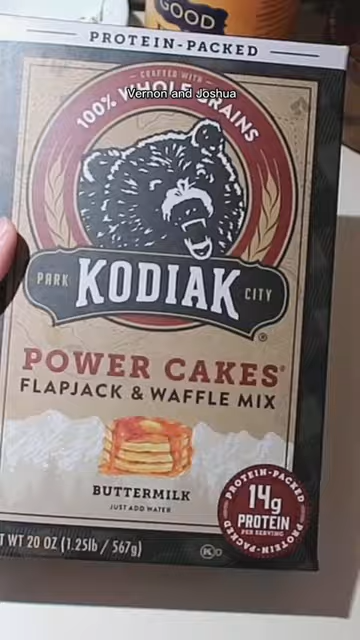 GOOD
PROTEIN-PACKED
CRAFTED WITH
100% WHOLE GRAINS
Vernon and Joshua
PARK KODIAK CITY
®
POWER CAKES®
FLAPJACK & WAFFLE MIX
BUTTERMILK
JUST ADD WATER
PROTEIN-PACKED
14g
PROTEIN
PER SERVING
PROTEIN-PACKED
T WT 20 OZ (1.25lb / 567g)
K D